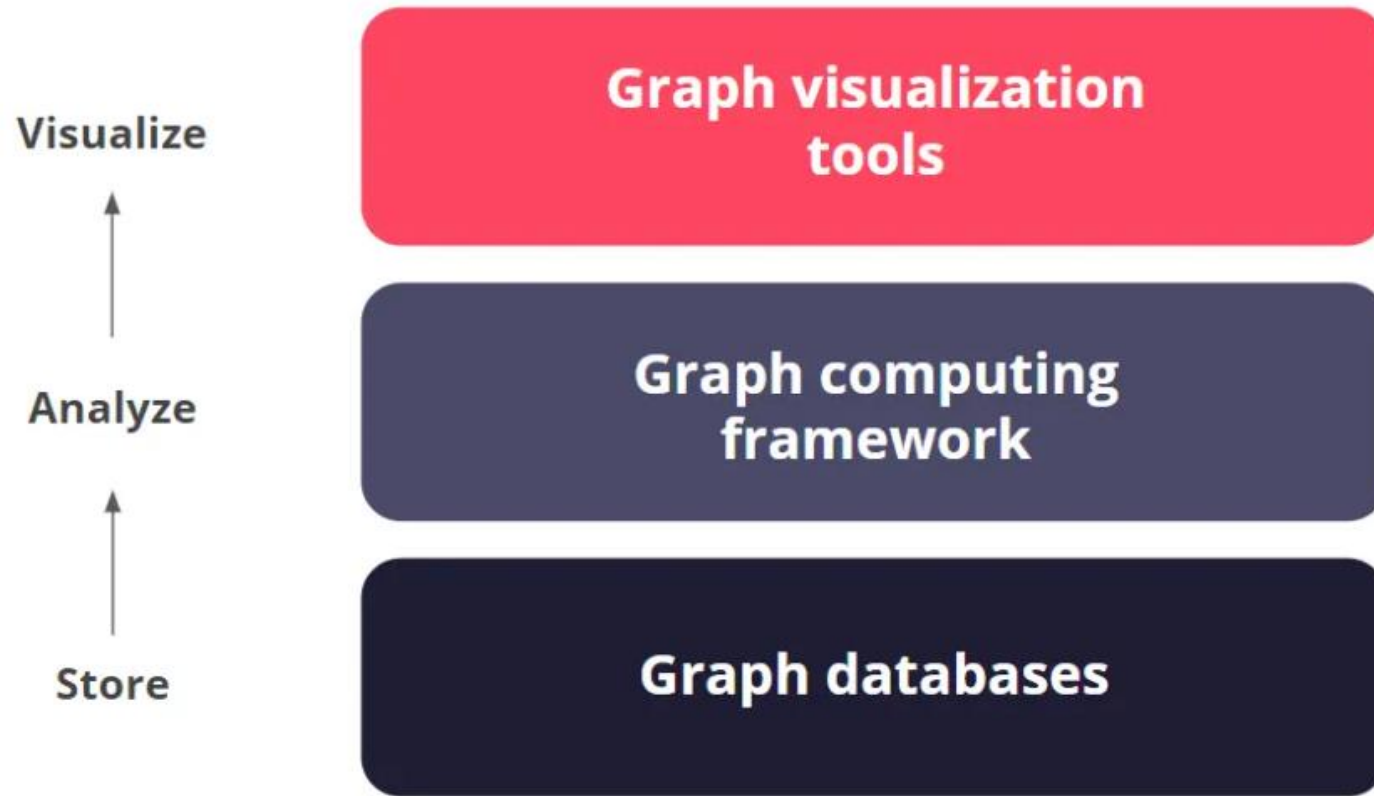 Visualize
Graph visualization
tools
Analyze
Graph computing
framework
Store
Graph databases